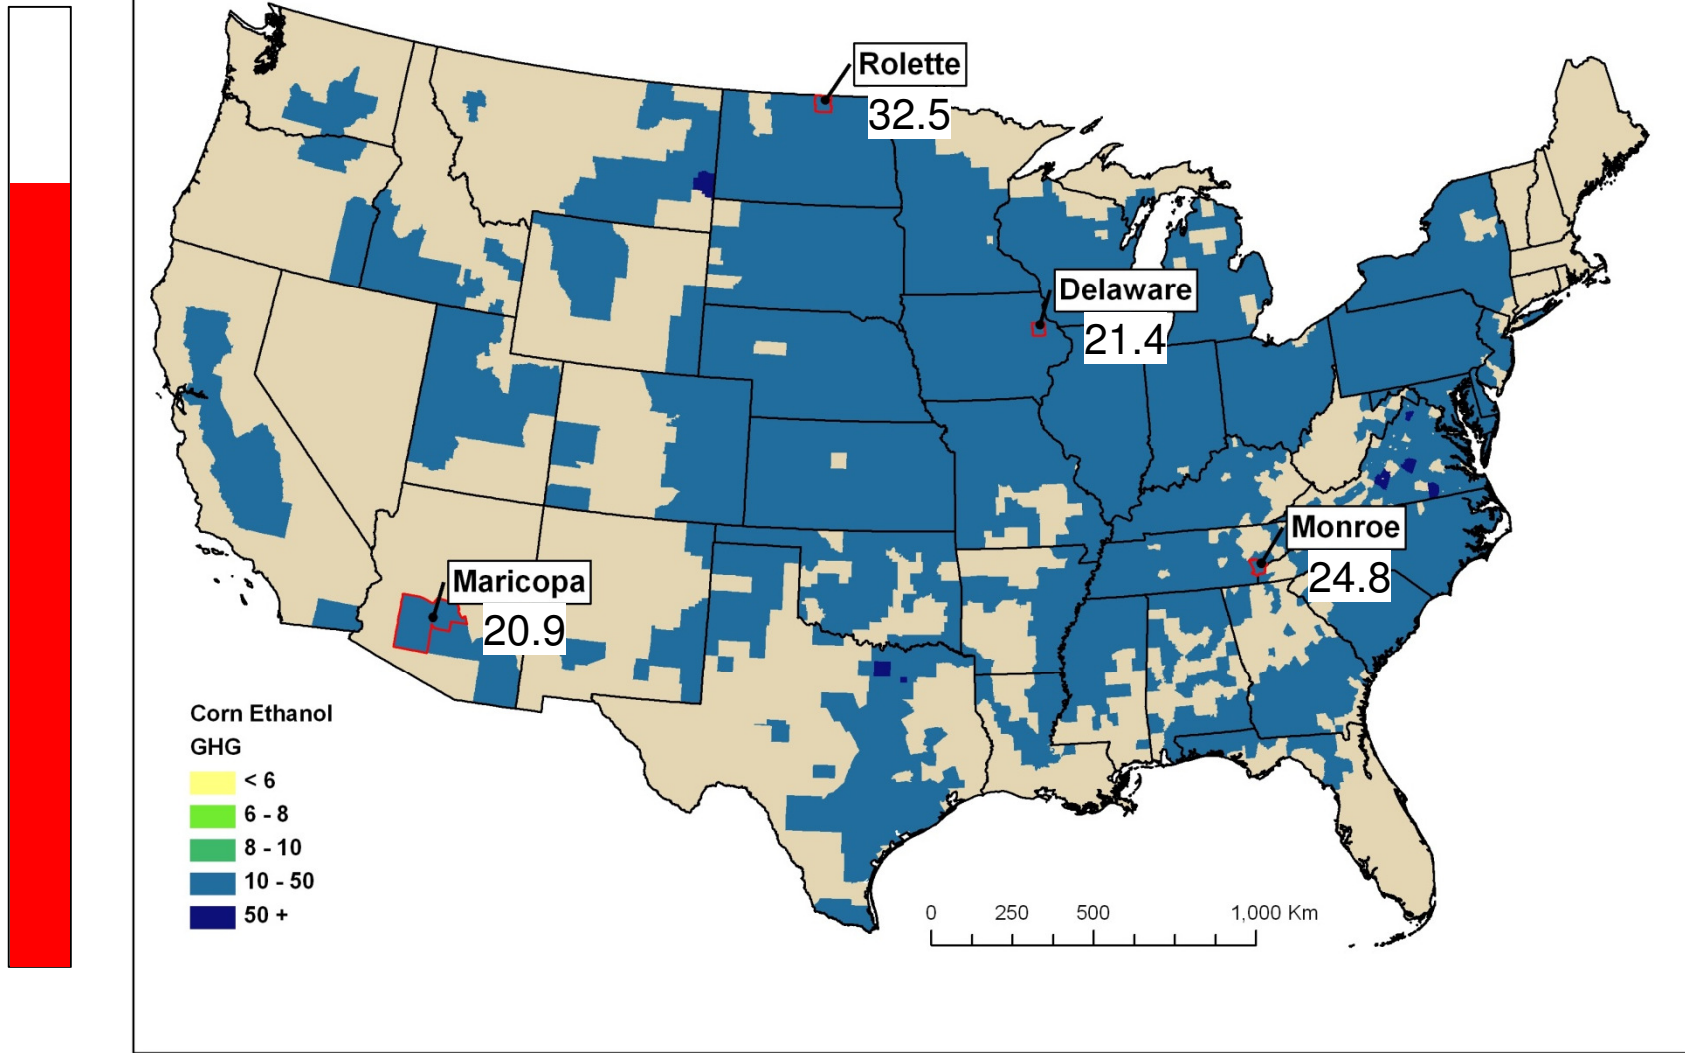 Rolette
32.5
Delaware
21.4
Monroe
24.8
Maricopa
20.9
Corn Ethanol
GHG
< 6
6 - 8
8 - 10
10 - 50
50 +
0 250 500 1,000 Km